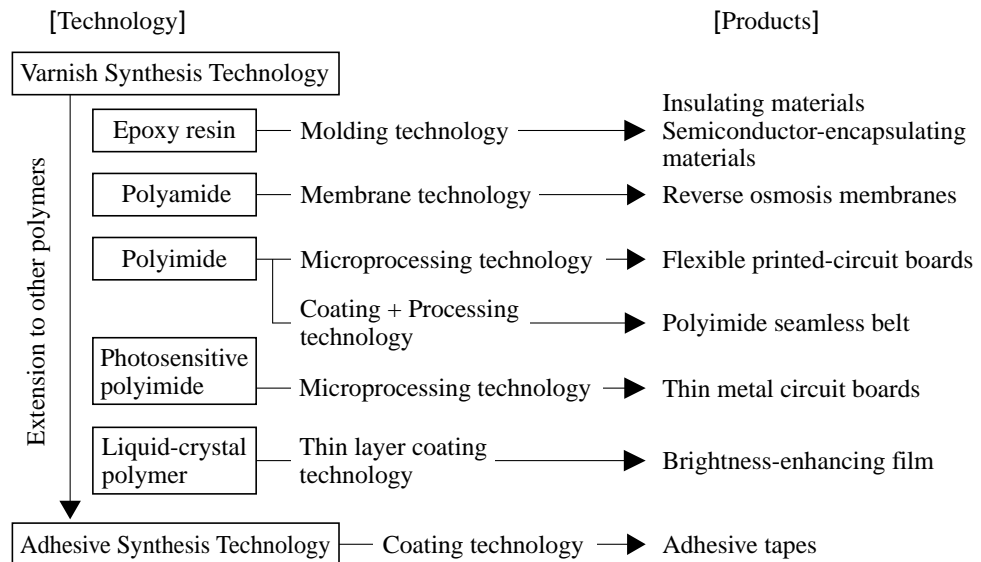 [Technology]
[Products]
Varnish Synthesis Technology
Extension to other polymers
Epoxy resin
Molding technology
Insulating materials
Semiconductor-encapsulating
materials
Polyamide
Membrane technology
Reverse osmosis membranes
Polyimide
Microprocessing technology
Flexible printed-circuit boards
Coating + Processing
technology
Polyimide seamless belt
Photosensitive
polyimide
Microprocessing technology
Thin metal circuit boards
Liquid-crystal
polymer
Thin layer coating
technology
Brightness-enhancing film
Adhesive Synthesis Technology
Coating technology
Adhesive tapes